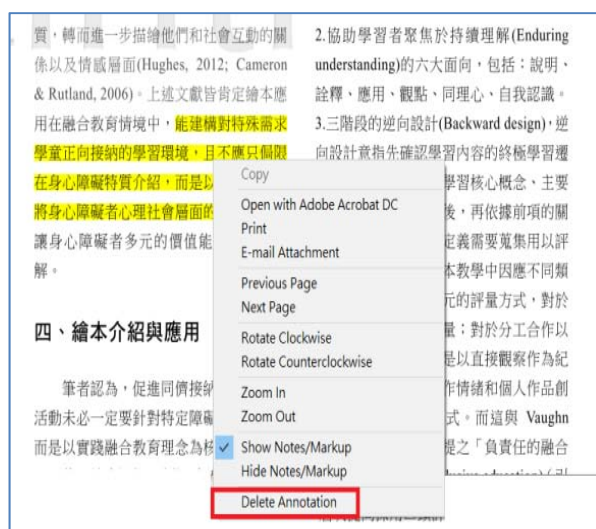 質，轉而進一步描繪他們和社會互動的關
係以及情感層面(Hughes, 2012; Cameron
& Rutland, 2006)。上述文獻皆肯定繪本應
用在融合教育情境中，能建構對特殊需求
學童正向接納的學習環境，且不應只侷限
在身心障礙特質介紹，而是以
將身心障礙者心理社會層面的
讓身心障礙者多元的價值能
解。
四、繪本介紹與應用
筆者認為，促進同儕接納
活動未必一定要針對特定障礙
而是以實踐融合教育理念為核
2.協助學習者聚焦於持續理解(Enduring
understanding)的六大面向，包括：說明、
詮釋、應用、觀點、同理心、自我認識。
3.三階段的逆向設計(Backward design)，逆
向設計意指先確認學習內容的終極學習遷
學習核心概念、主要
後，再依據前項的關
定義需要蒐集用以評
本教學中因應不同類
元的評量方式，對於
量；對於分工合作以
是以直接觀察作為紀
作情緒和個人作品創
式。而這與 Vaughn
提之「負責任的融合
Copy
Open with Adobe Acrobat DC
Print
E-mail Attachment
Previous Page
Next Page
Rotate Clockwise
Rotate Counterclockwise
Zoom In
Zoom Out
Show Notes/Markup
Hide Notes/Markup
Delete Annotation